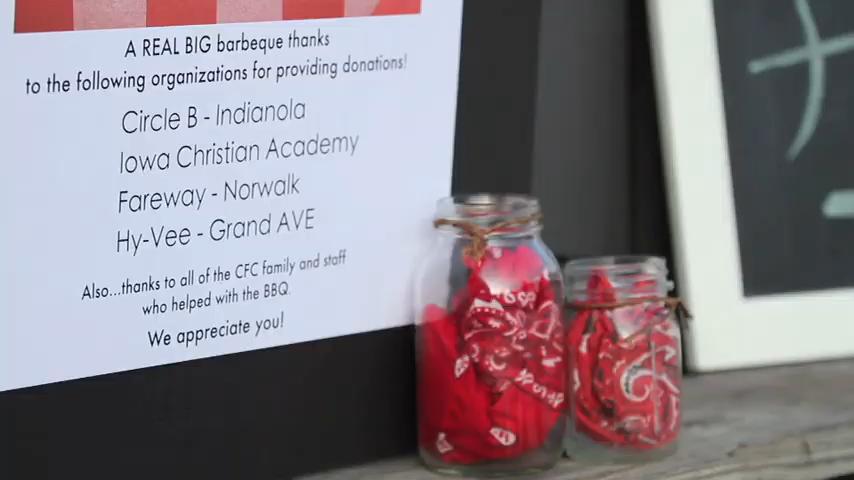 A REAL BIG barbeque thanks
to the following organizations for providing donations!
Circle B - Indianola
Iowa Christian Academy
Fareway - Norwalk
Hy-Vee - Grand AVE
Also...thanks to all of the CFC family and staff
who helped with the BBQ.
We appreciate you!